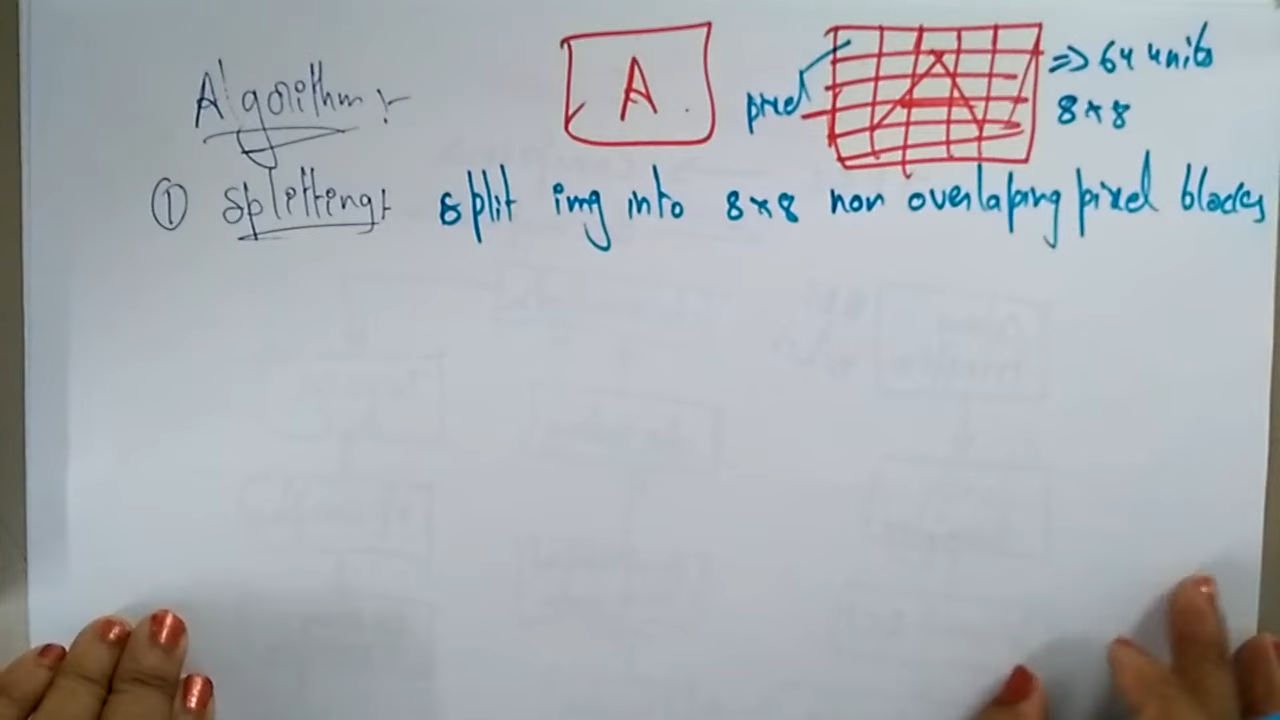 Algorithm :-
A
pixel
=> 64 units
8*8
① splitting: split img into 8*8 non overlaping pixel blocks